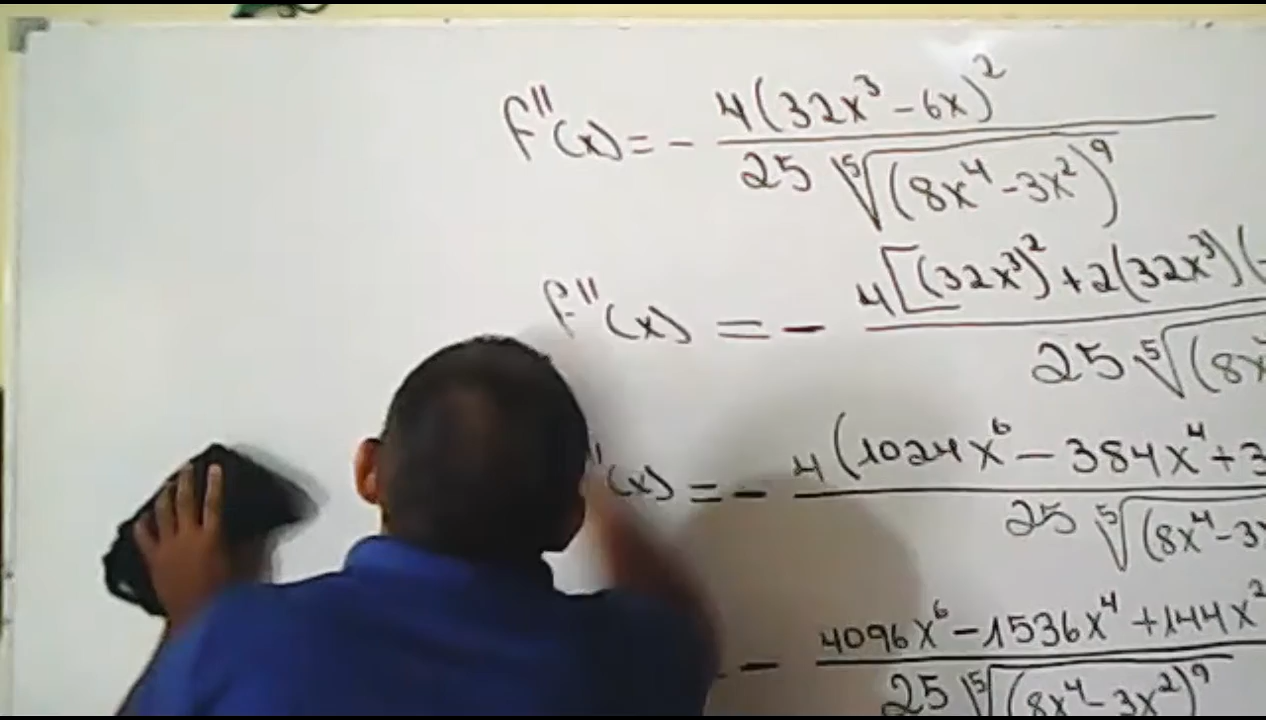 f''(x) = - 4(32x³ - 6x)² / 25 ⁵√(8x⁴ - 3x²)⁹
f''(x) = - 4[(32x³)² + 2(32x³)( / 25 ⁵√(8x
'(x) = - 4(1024x⁶ - 384x⁴ + 3 / 25 ⁵√(8x⁴ - 3x
- 4096x⁶ - 1536x⁴ + 144x² / 25 ⁵√(8x⁴ - 3x²)⁹